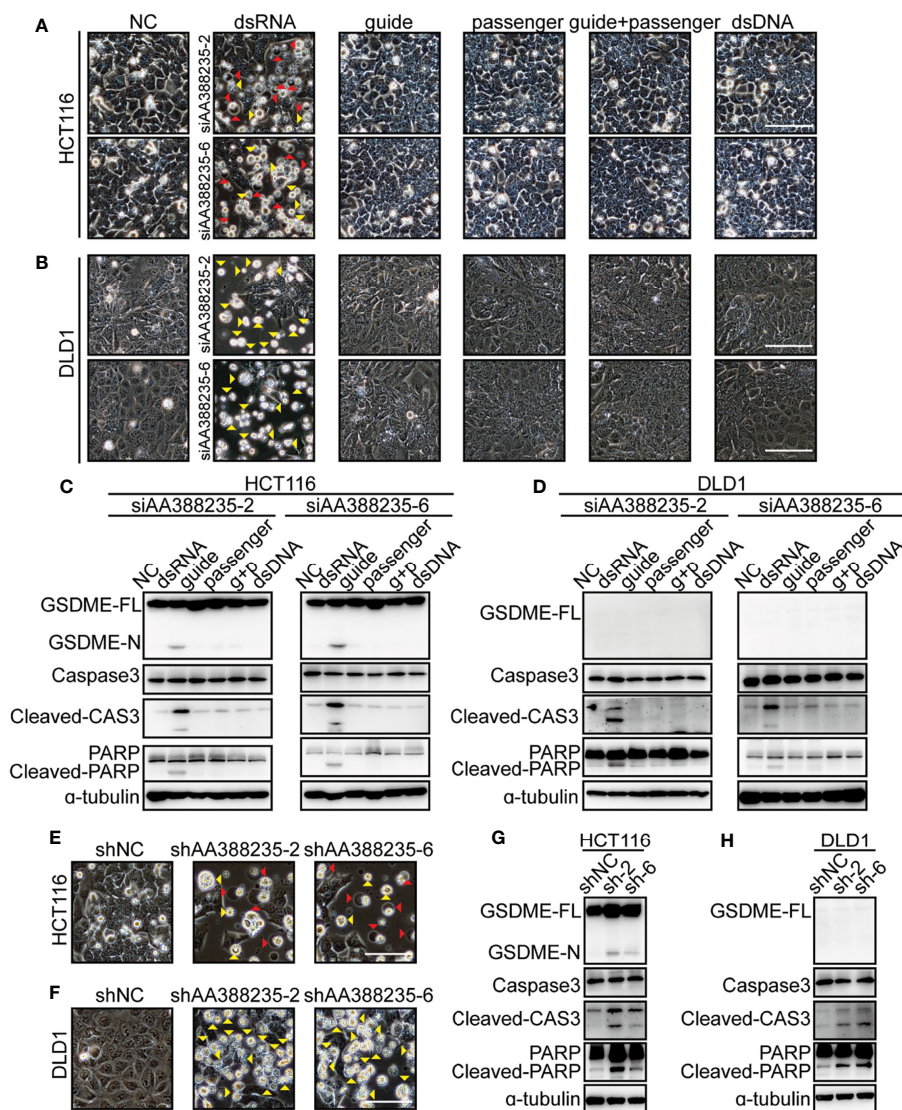 A
NC dsRNA guide passenger guide+passenger dsDNA
HCT116
siAA388235-2
siAA388235-6
B
DLD1
siAA388235-2
siAA388235-6
C
HCT116
siAA388235-2 siAA388235-6
NC dsRNA guide passenger g+p dsDNA NC dsRNA guide passenger g+p dsDNA
GSDME-FL
GSDME-N
Caspase3
Cleaved-CAS3
PARP
Cleaved-PARP
α-tubulin
D
DLD1
siAA388235-2 siAA388235-6
NC dsRNA guide passenger g+p dsDNA NC dsRNA guide passenger g+p dsDNA
GSDME-FL
Caspase3
Cleaved-CAS3
PARP
Cleaved-PARP
α-tubulin
E
shNC shAA388235-2 shAA388235-6
HCT116
F
shNC shAA388235-2 shAA388235-6
DLD1
G
HCT116
shNC sh-2 sh-6
GSDME-FL
GSDME-N
Caspase3
Cleaved-CAS3
PARP
Cleaved-PARP
α-tubulin
H
DLD1
shNC sh-2 sh-6
GSDME-FL
Caspase3
Cleaved-CAS3
PARP
Cleaved-PARP
α-tubulin